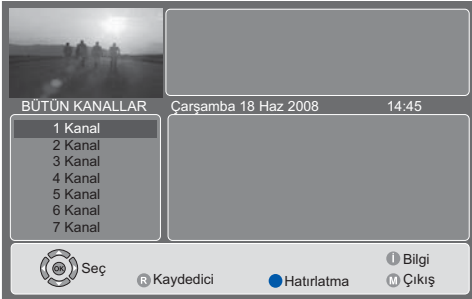 BÜTÜN KANALLAR Çarşamba 18 Haz 2008 14:45
1 Kanal
2 Kanal
3 Kanal
4 Kanal
5 Kanal
6 Kanal
7 Kanal
OK Seç
R Kaydedici
Hatırlatma
I Bilgi
M Çıkış